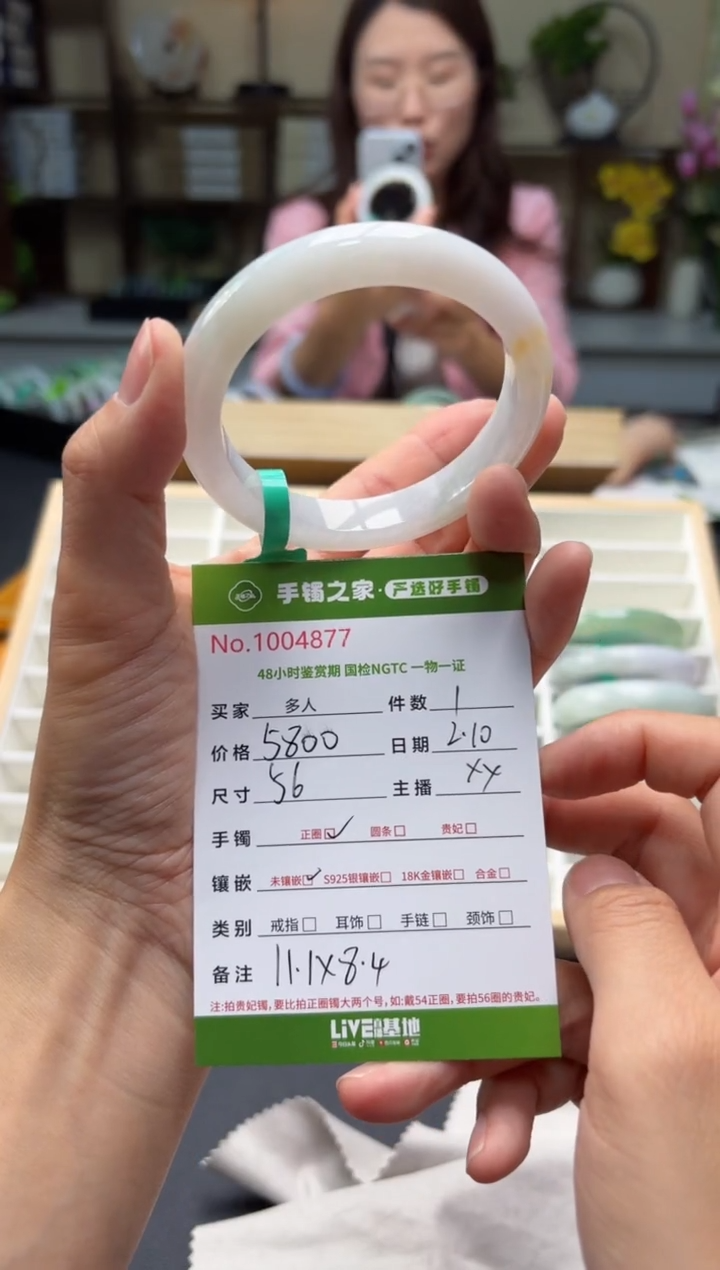 手镯之家·严选好手镯
No.1004877
48小时鉴赏期 国检NGTC 一物一证
买家 多人 件数 1
价格 5800 日期 2.10
尺寸 56 主播 XY
手镯 正圈☑ 圆条☐ 贵妃☐
镶嵌 未镶嵌☑ S925银镶嵌☐ 18K金镶嵌☐ 合金☐
类别 戒指☐ 耳饰☐ 手链☐ 颈饰☐
备注 11.1X8.4
注:拍贵妃镯,要比拍正圈镯大两个号,如:戴54正圈,要拍56圈的贵妃。
LiVE基地